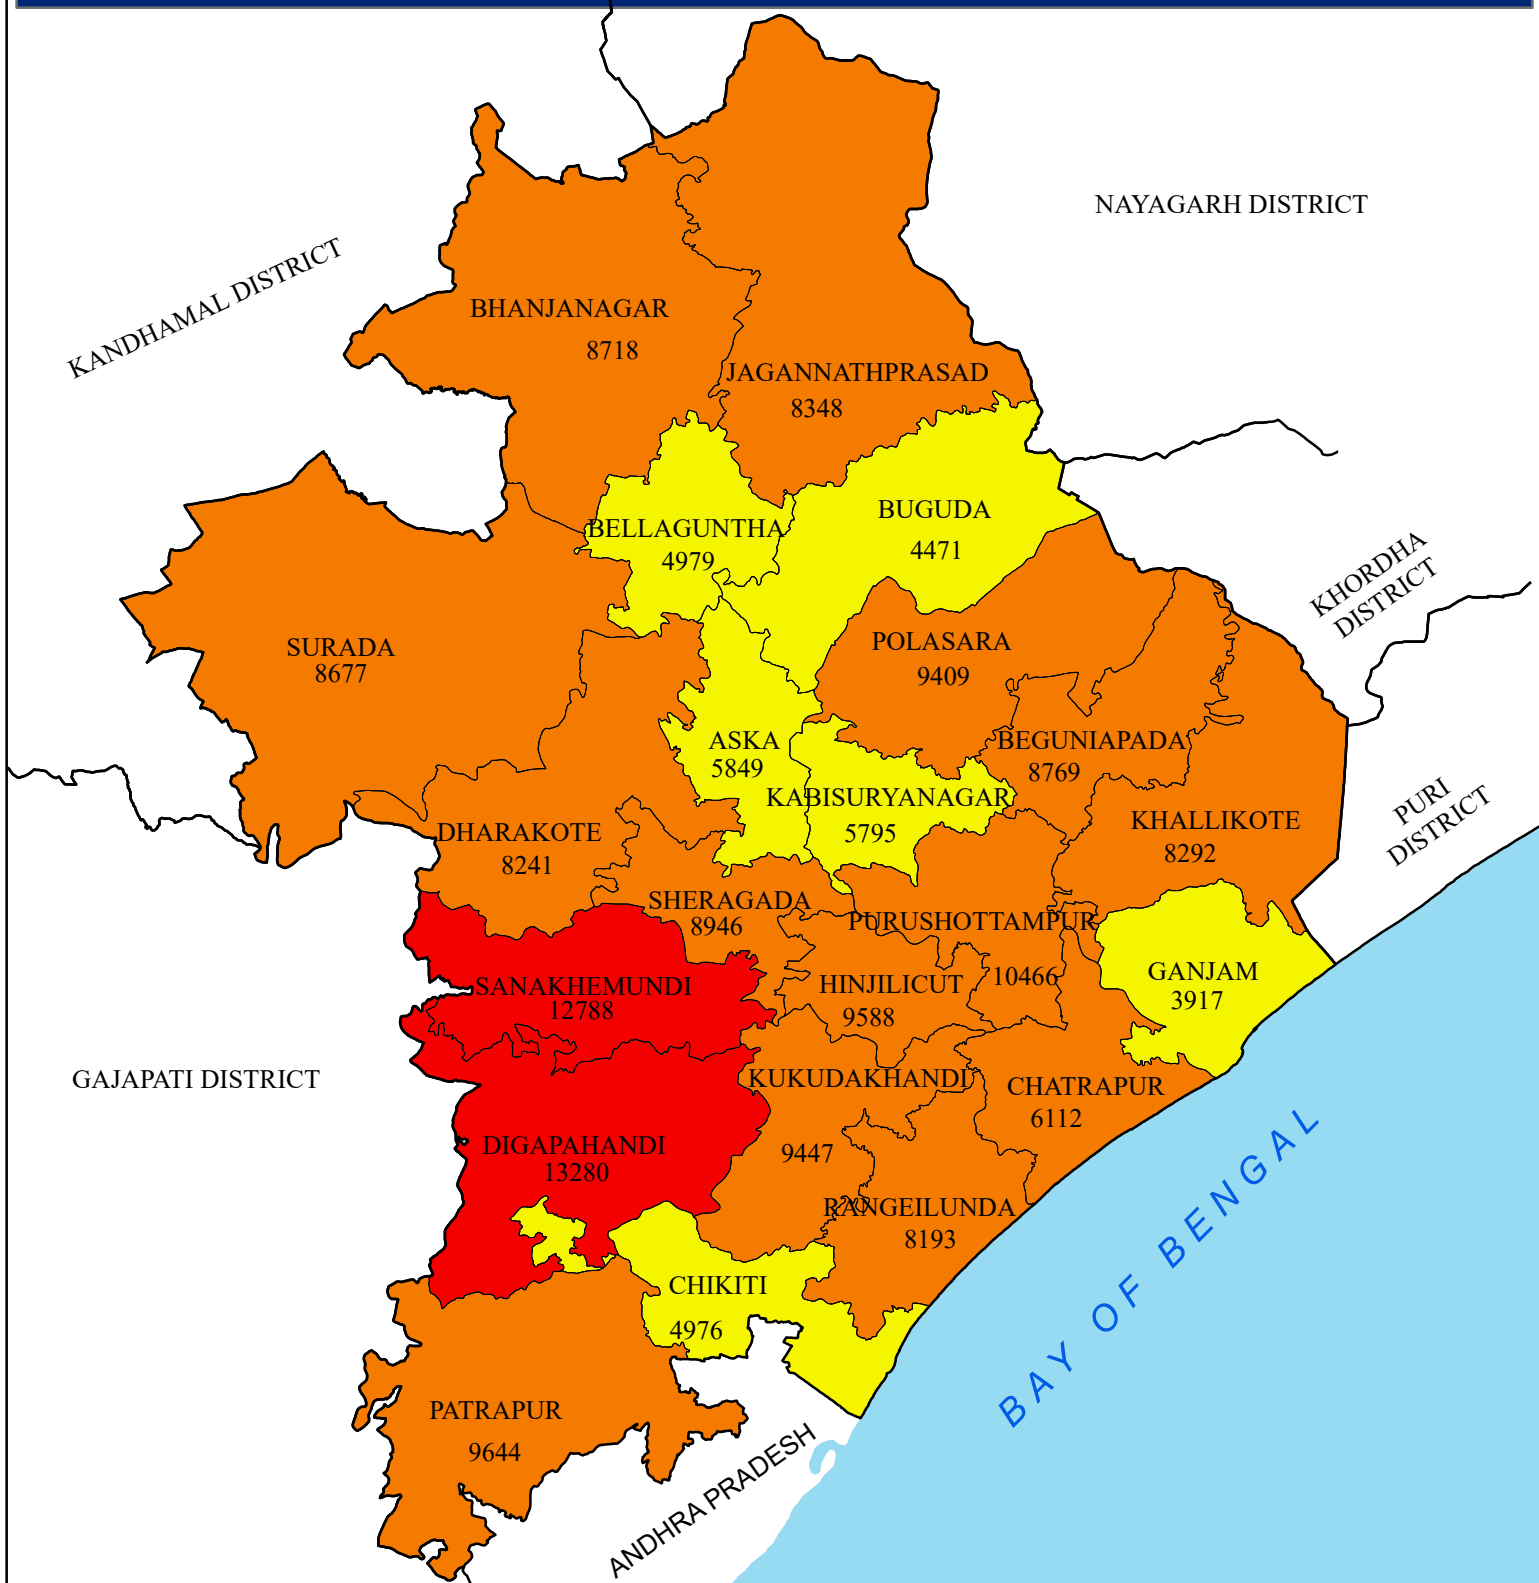 NAYAGARH DISTRICT
KANDHAMAL DISTRICT
BHANJANAGAR
8718
JAGANNATHPRASAD
8348
BUGUDA
4471
BELLAGUNTHA
4979
KHORDHA
DISTRICT
SURADA
8677
POLASARA
9409
ASKA
5849
BEGUNIAPADA
8769
KABISURYANAGAR
5795
KHALLIKOTE
8292
PURI
DISTRICT
DHARAKOTE
8241
SHERAGADA
8946
PURUSHOTTAMPUR
10466
GANJAM
3917
SANAKHEMUNDI
12788
HINJILICUT
9588
GAJAPATI DISTRICT
KUKUDAKHANDI
9447
CHATRAPUR
6112
DIGAPAHANDI
13280
RANGEILUNDA
8193
BAY OF BENGAL
CHIKITI
4976
PATRAPUR
9644
ANDHRA PRADESH